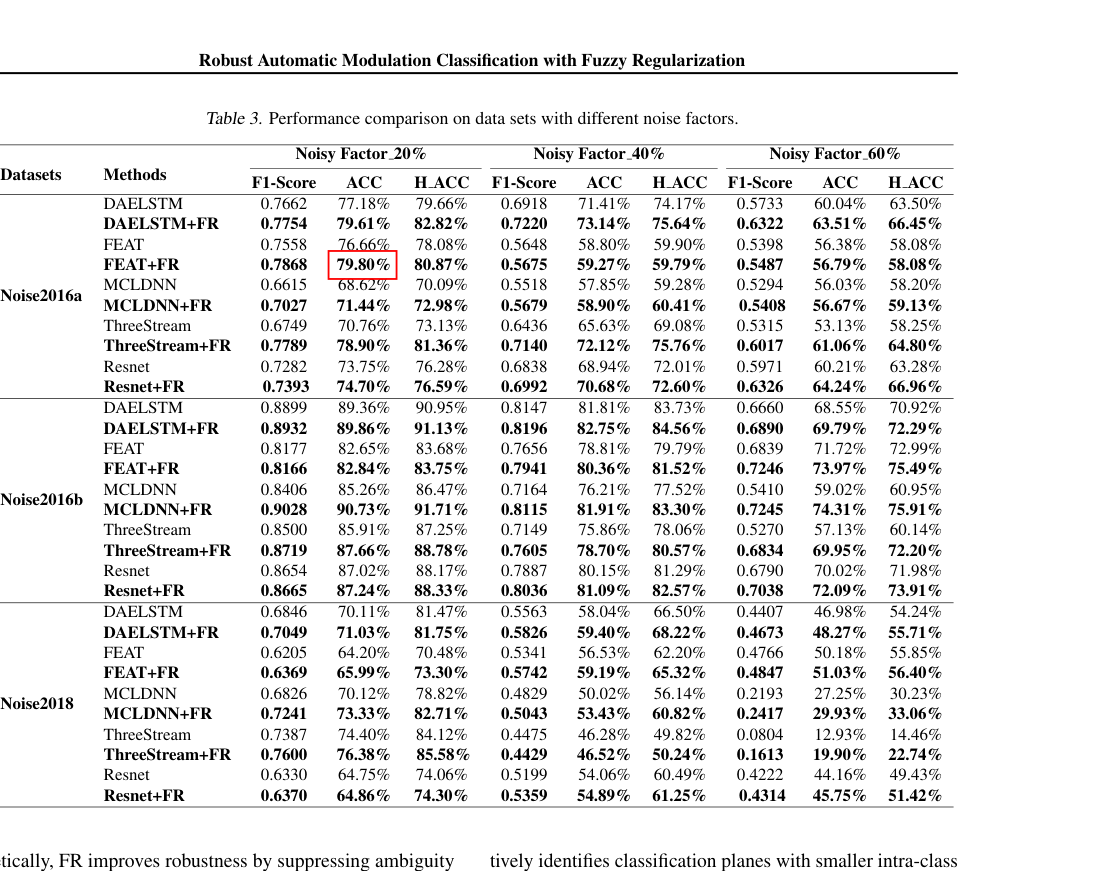 Robust Automatic Modulation Classification with Fuzzy Regularization
Table 3. Performance comparison on data sets with different noise factors.
Datasets Methods Noisy Factor_20% Noisy Factor_40% Noisy Factor_60%
F1-Score ACC H_ACC F1-Score ACC H_ACC F1-Score ACC H_ACC
Noise2016a
DAELSTM 0.7662 77.18% 79.66% 0.6918 71.41% 74.17% 0.5733 60.04% 63.50%
DAELSTM+FR 0.7754 79.61% 82.82% 0.7220 73.14% 75.64% 0.6322 63.51% 66.45%
FEAT 0.7558 76.66% 78.08% 0.5648 58.80% 59.90% 0.5398 56.38% 58.08%
FEAT+FR 0.7868 79.80% 80.87% 0.5675 59.27% 59.79% 0.5487 56.79% 58.08%
MCLDNN 0.6615 68.62% 70.09% 0.5518 57.85% 59.28% 0.5294 56.03% 58.20%
MCLDNN+FR 0.7027 71.44% 72.98% 0.5679 58.90% 60.41% 0.5408 56.67% 59.13%
ThreeStream 0.6749 70.76% 73.13% 0.6436 65.63% 69.08% 0.5315 53.13% 58.25%
ThreeStream+FR 0.7789 78.90% 81.36% 0.7140 72.12% 75.76% 0.6017 61.06% 64.80%
Resnet 0.7282 73.75% 76.28% 0.6838 68.94% 72.01% 0.5971 60.21% 63.28%
Resnet+FR 0.7393 74.70% 76.59% 0.6992 70.68% 72.60% 0.6326 64.24% 66.96%
Noise2016b
DAELSTM 0.8899 89.36% 90.95% 0.8147 81.81% 83.73% 0.6660 68.55% 70.92%
DAELSTM+FR 0.8932 89.86% 91.13% 0.8196 82.75% 84.56% 0.6890 69.79% 72.29%
FEAT 0.8177 82.65% 83.68% 0.7656 78.81% 79.79% 0.6839 71.72% 72.99%
FEAT+FR 0.8166 82.84% 83.75% 0.7941 80.36% 81.52% 0.7246 73.97% 75.49%
MCLDNN 0.8406 85.26% 86.47% 0.7164 76.21% 77.52% 0.5410 59.02% 60.95%
MCLDNN+FR 0.9028 90.73% 91.71% 0.8115 81.91% 83.30% 0.7245 74.31% 75.91%
ThreeStream 0.8500 85.91% 87.25% 0.7149 75.86% 78.06% 0.5270 57.13% 60.14%
ThreeStream+FR 0.8719 87.66% 88.78% 0.7605 78.70% 80.57% 0.6834 69.95% 72.20%
Resnet 0.8654 87.02% 88.17% 0.7887 80.15% 81.29% 0.6790 70.02% 71.98%
Resnet+FR 0.8665 87.24% 88.33% 0.8036 81.09% 82.57% 0.7038 72.09% 73.91%
Noise2018
DAELSTM 0.6846 70.11% 81.47% 0.5563 58.04% 66.50% 0.4407 46.98% 54.24%
DAELSTM+FR 0.7049 71.03% 81.75% 0.5826 59.40% 68.22% 0.4673 48.27% 55.71%
FEAT 0.6205 64.20% 70.48% 0.5341 56.53% 62.20% 0.4766 50.18% 55.85%
FEAT+FR 0.6369 65.99% 73.30% 0.5742 59.19% 65.32% 0.4847 51.03% 56.40%
MCLDNN 0.6826 70.12% 78.82% 0.4829 50.02% 56.14% 0.2193 27.25% 30.23%
MCLDNN+FR 0.7241 73.33% 82.71% 0.5043 53.43% 60.82% 0.2417 29.93% 33.06%
ThreeStream 0.7387 74.40% 84.12% 0.4475 46.28% 49.82% 0.0804 12.93% 14.46%
ThreeStream+FR 0.7600 76.38% 85.58% 0.4429 46.52% 50.24% 0.1613 19.90% 22.74%
Resnet 0.6330 64.75% 74.06% 0.5199 54.06% 60.49% 0.4222 44.16% 49.43%
Resnet+FR 0.6370 64.86% 74.30% 0.5359 54.89% 61.25% 0.4314 45.75% 51.42%
etically, FR improves robustness by suppressing ambiguity
tively identifies classification planes with smaller intra-class